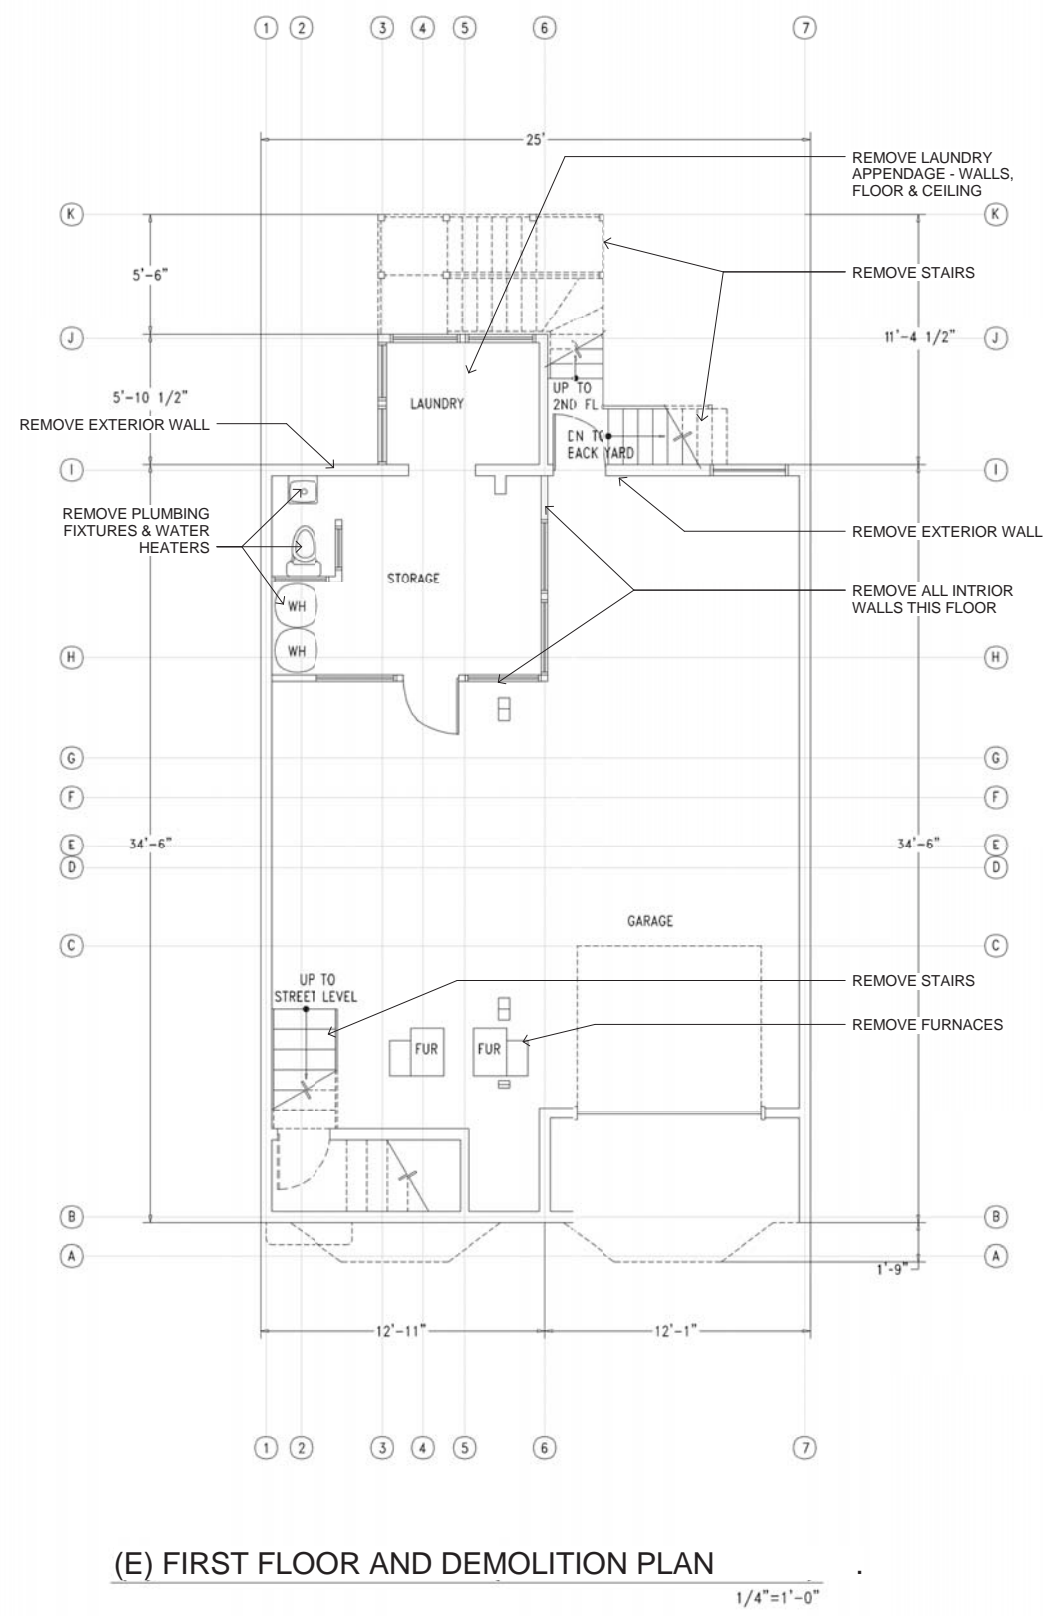 1 2 3 4 5 6 7
25'
REMOVE LAUNDRY
APPENDAGE - WALLS,
FLOOR & CEILING
K K
5'-6"
REMOVE STAIRS
J 11'-4 1/2" J
5'-10 1/2"
UP TO
2ND FL
LAUNDRY
REMOVE EXTERIOR WALL
BACK YARD
I I
REMOVE PLUMBING
FIXTURES & WATER
HEATERS
REMOVE EXTERIOR WALL
STORAGE
REMOVE ALL INTRIOR
WALLS THIS FLOOR
WH
WH
H H
G G
F F
E 34'-6" 34'-6" E
D D
GARAGE
C C
UP TO
STREET LEVEL
REMOVE STAIRS
REMOVE FURNACES
FUR FUR
B B
A A
1'-9"
12'-11" 12'-1"
1 2 3 4 5 6 7
(E) FIRST FLOOR AND DEMOLITION PLAN .
1/4"=1'-0"